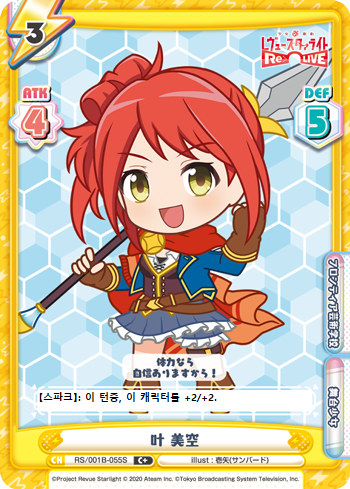 3
少女☆歌劇
レヴュースタァライト
Re LIVE
ATK
4
DEF
5
フロンティア芸術学校
舞台少女
体力なら
自信ありますから！
[스파크]: 이 턴중, 이 캐릭터를 +2/+2.
叶 美空
CH RS/001B-055S C+ illust : 壱矢(サンバード)
©Project Revue Starlight © 2020 Ateam Inc. ©Tokyo Broadcasting System Television, Inc.